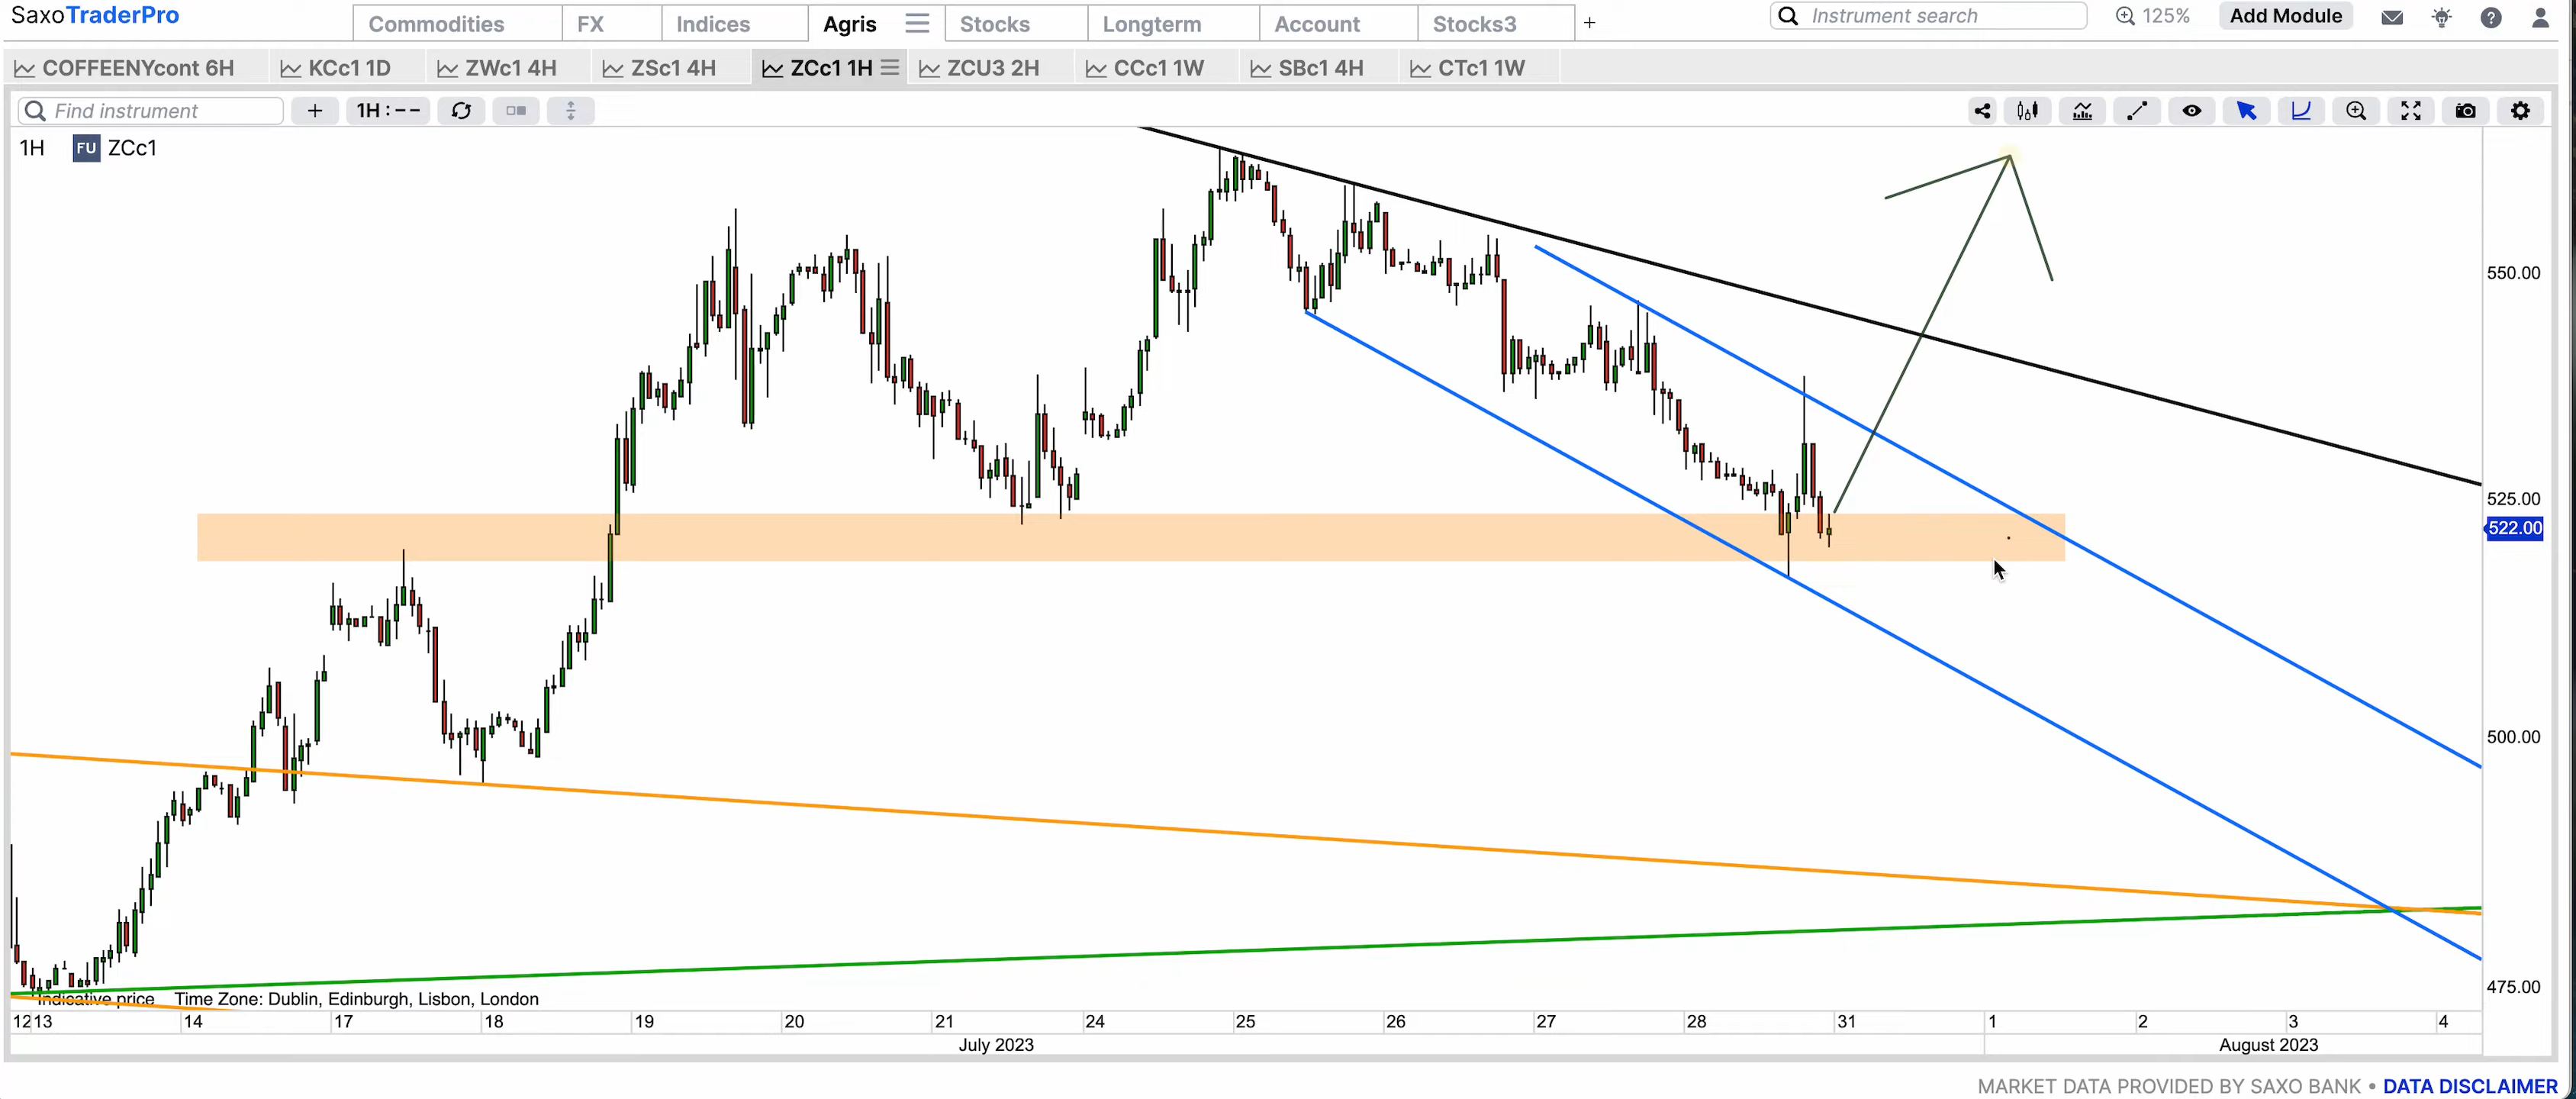 SaxoTraderPro
Commodities FX Indices Agris Stocks Longterm Account Stocks3 +
Instrument search 125% Add Module
COFFEENYcont 6H KCc1 1D ZWc1 4H ZSc1 4H ZCc1 1H ZCU3 2H CCc1 1W SBc1 4H CTc1 1W
Find instrument + 1H : --
1H FU ZCc1
550.00
525.00
522.00
500.00
475.00
Indicative price Time Zone: Dublin, Edinburgh, Lisbon, London
12 13 14 17 18 19 20 21 24 25 26 27 28 31 1 2 3 4
July 2023 August 2023
MARKET DATA PROVIDED BY SAXO BANK • DATA DISCLAIMER